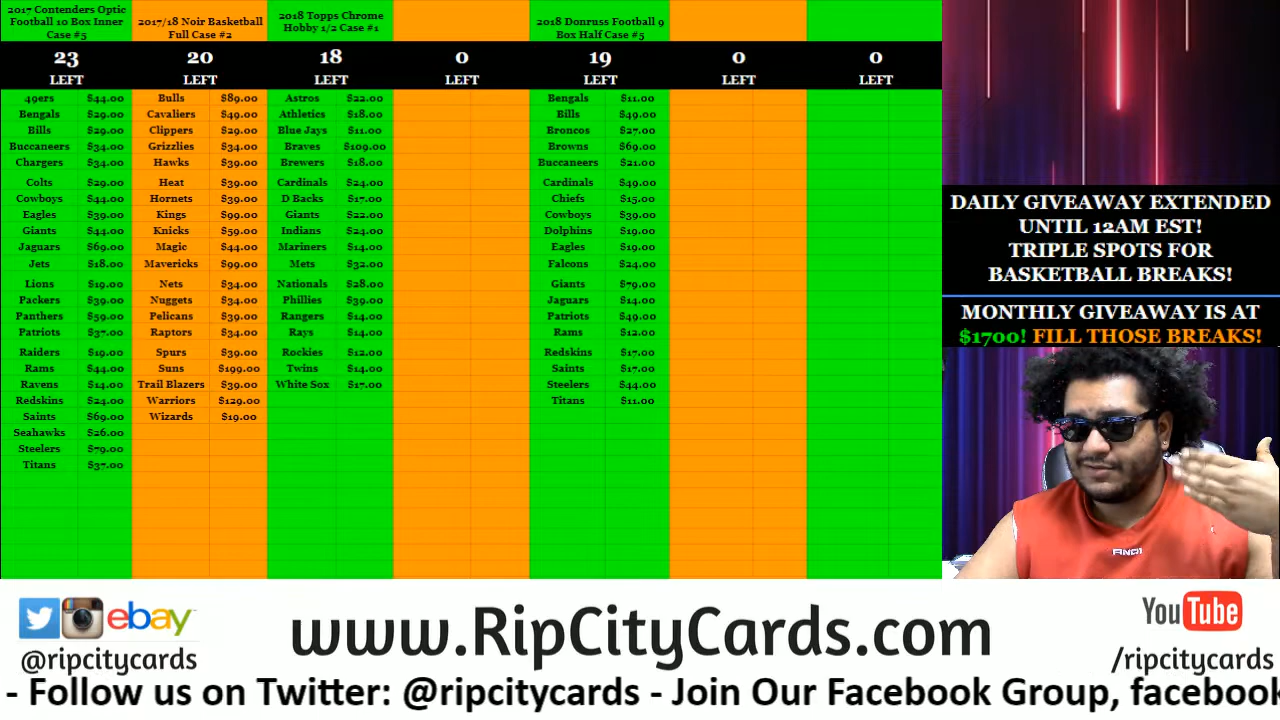 2017 Contenders Optic
Football 10 Box Inner
Case #5
23
LEFT
49ers $44.00
Bengals $29.00
Bills $29.00
Buccaneers $34.00
Chargers $34.00
Colts $29.00
Cowboys $44.00
Eagles $39.00
Giants $44.00
Jaguars $69.00
Jets $18.00
Lions $19.00
Packers $39.00
Panthers $59.00
Patriots $37.00
Raiders $19.00
Rams $44.00
Ravens $14.00
Redskins $24.00
Saints $69.00
Seahawks $26.00
Steelers $79.00
Titans $37.00
2017/18 Noir Basketball
Full Case #2
20
LEFT
Bulls $89.00
Cavaliers $49.00
Clippers $29.00
Grizzlies $34.00
Hawks $39.00
Heat $39.00
Hornets $39.00
Kings $99.00
Knicks $59.00
Magic $44.00
Mavericks $99.00
Nets $34.00
Nuggets $34.00
Pelicans $39.00
Raptors $34.00
Spurs $39.00
Suns $199.00
Trail Blazers $39.00
Warriors $129.00
Wizards $19.00
2018 Topps Chrome
Hobby 1/2 Case #1
18
LEFT
Astros $22.00
Athletics $18.00
Blue Jays $11.00
Braves $109.00
Brewers $18.00
Cardinals $24.00
D Backs $17.00
Giants $22.00
Indians $24.00
Mariners $14.00
Mets $32.00
Nationals $28.00
Phillies $39.00
Rangers $14.00
Rays $14.00
Rockies $12.00
Twins $14.00
White Sox $17.00
0
LEFT
2018 Donruss Football 9
Box Half Case #5
19
LEFT
Bengals $11.00
Bills $49.00
Broncos $27.00
Browns $69.00
Buccaneers $21.00
Cardinals $49.00
Chiefs $15.00
Cowboys $39.00
Dolphins $19.00
Eagles $19.00
Falcons $24.00
Giants $79.00
Jaguars $14.00
Patriots $49.00
Rams $12.00
Redskins $17.00
Saints $17.00
Steelers $44.00
Titans $11.00
0
LEFT
0
LEFT
DAILY GIVEAWAY EXTENDED
UNTIL 12AM EST!
TRIPLE SPOTS FOR
BASKETBALL BREAKS!
MONTHLY GIVEAWAY IS AT
$1700! FILL THOSE BREAKS!
AND1
ebay
@ripcitycards
www.RipCityCards.com
YouTube
/ripcitycards
- Follow us on Twitter: @ripcitycards - Join Our Facebook Group, facebook